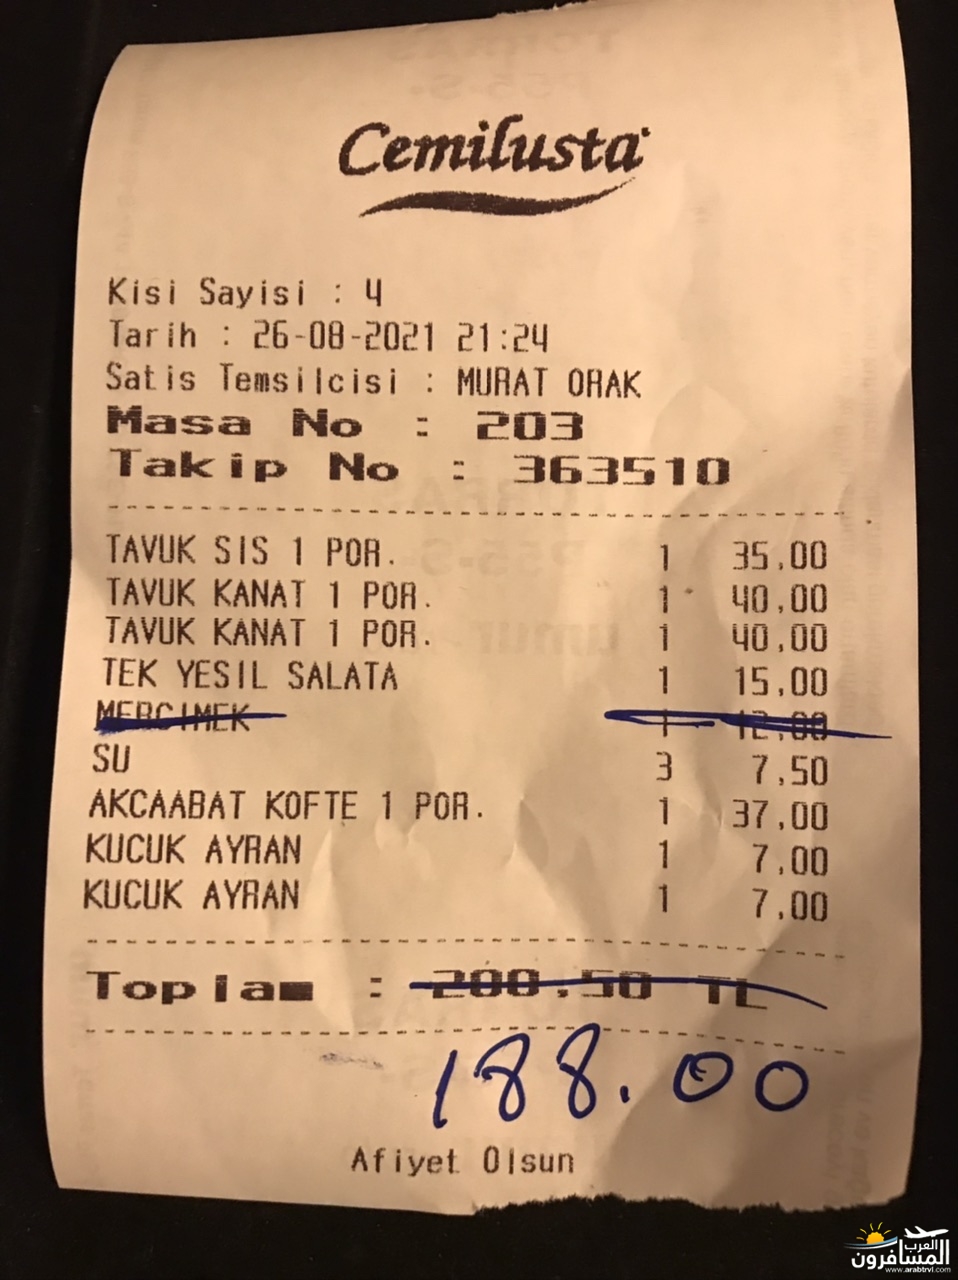 Cemilusta
Kisi Sayisi : 4
Tarih : 26-08-2021 21:24
Satis Temsilcisi : MURAT ORAK
Masa No : 203
Takip No : 363510
TAVUK SIS 1 POR. 1 35,00
TAVUK KANAT 1 POR. 1 40,00
TAVUK KANAT 1 POR. 1 40,00
TEK YESIL SALATA 1 15,00
MERCIMEK 1 12,00
SU 3 7,50
AKCAABAT KOFTE 1 POR. 1 37,00
KUCUK AYRAN 1 7,00
KUCUK AYRAN 1 7,00
Toplam : 200.50 TL
188.00
Afiyet Olsun
العرب
المسافرون
www.arabtrvl.com